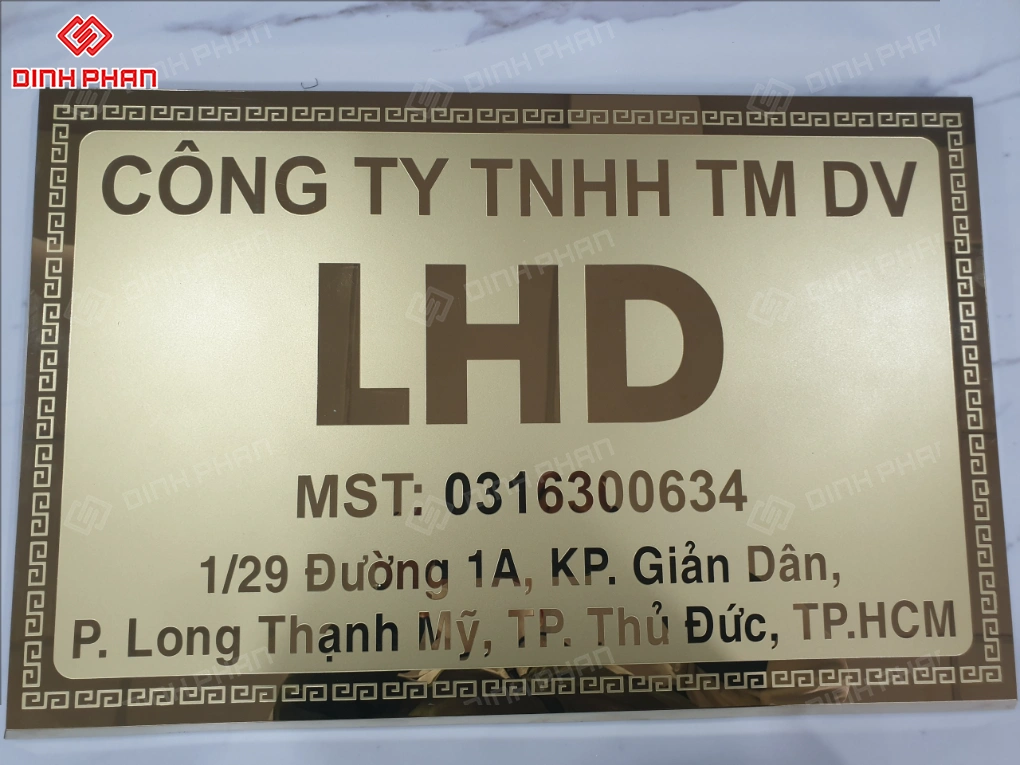 DINH PHAN
CÔNG TY TNHH TM DV
LHD
MST: 0316300634
1/29 Đường 1A, KP. Giản Dân,
P. Long Thạnh Mỹ, TP. Thủ Đức, TP.HCM